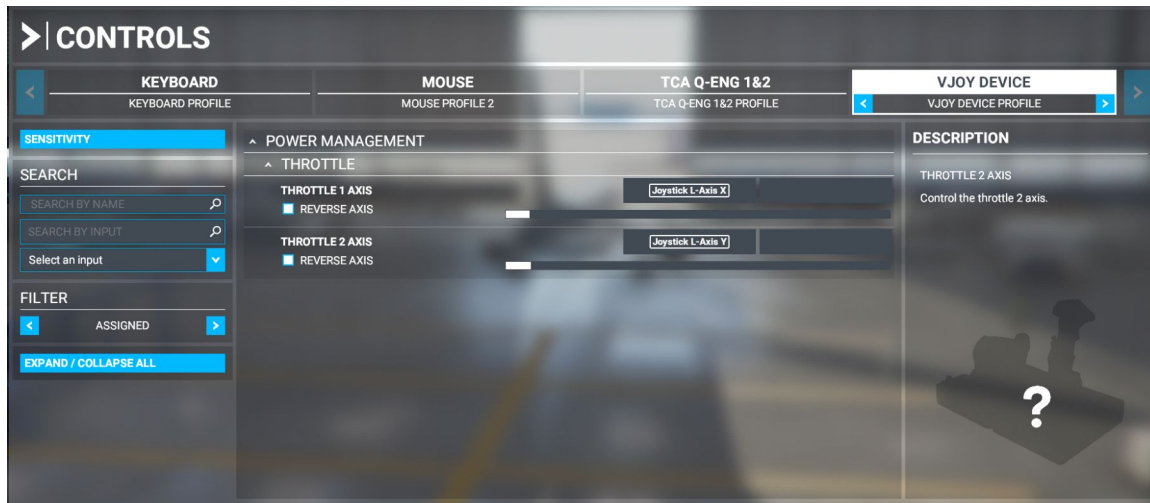 CONTROLS
KEYBOARD
KEYBOARD PROFILE
MOUSE
MOUSE PROFILE 2
TCA Q-ENG 1&2
TCA Q-ENG 1&2 PROFILE
VJOY DEVICE
VJOY DEVICE PROFILE
SENSITIVITY
SEARCH
SEARCH BY NAME
SEARCH BY INPUT
Select an input
FILTER
ASSIGNED
EXPAND / COLLAPSE ALL
POWER MANAGEMENT
THROTTLE
THROTTLE 1 AXIS
Joystick L-Axis X
REVERSE AXIS
THROTTLE 2 AXIS
Joystick L-Axis Y
REVERSE AXIS
DESCRIPTION
THROTTLE 2 AXIS
Control the throttle 2 axis.
?